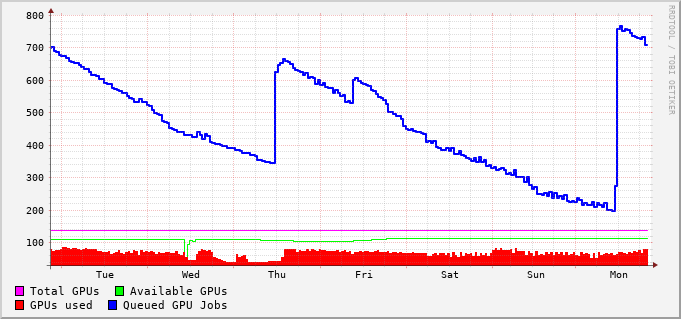 800
700
600
500
400
300
200
100
Tue Wed Thu Fri Sat Sun Mon
Total GPUs Available GPUs
GPUs used Queued GPU Jobs
RRDTOOL / TOBI OETIKER